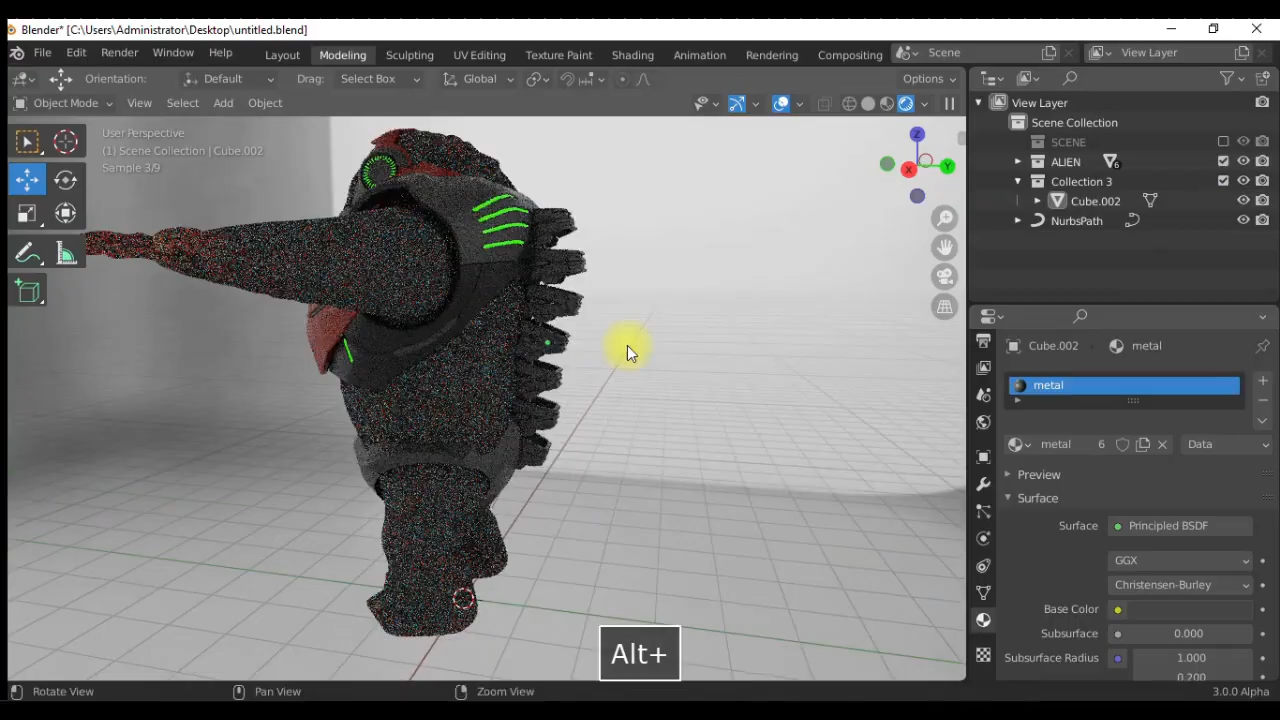 Blender* [C:\Users\Administrator\Desktop\untitled.blend]
File Edit Render Window Help Layout Modeling Sculpting UV Editing Texture Paint Shading Animation Rendering Compositing Scene View Layer
Orientation: Default Drag: Select Box Global Options
Object Mode View Select Add Object
User Perspective
(1) Scene Collection | Cube.002
Sample 3/9
Z
X
Y
View Layer
Scene Collection
SCENE
ALIEN 6
Collection 3
Cube.002
NurbsPath
Cube.002 metal
metal
metal 6 Data
Preview
Surface
Surface Principled BSDF
GGX
Christensen-Burley
Base Color
Subsurface 0.000
Subsurface Radius 1.000
0.200
Alt+
Rotate View Pan View Zoom View 3.0.0 Alpha